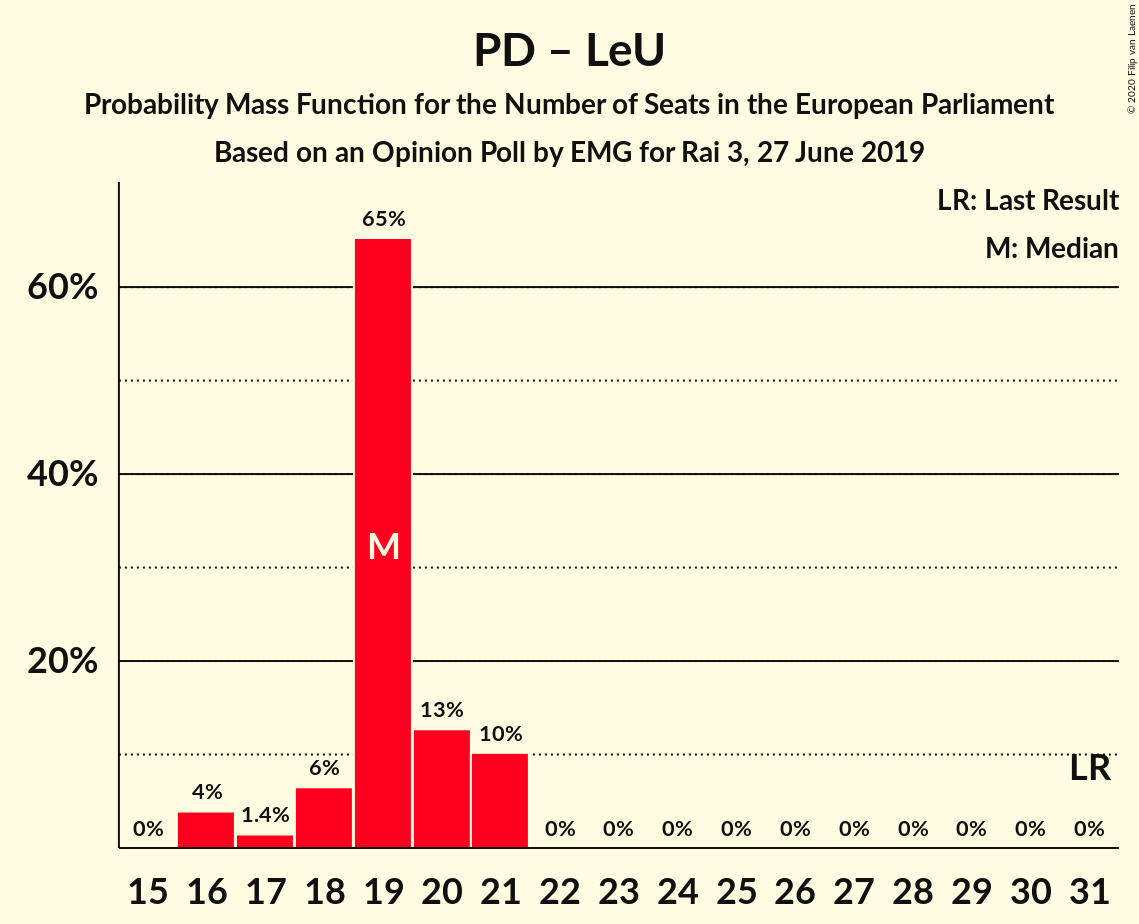 PD – LeU
Probability Mass Function for the Number of Seats in the European Parliament
Based on an Opinion Poll by EMG for Rai 3, 27 June 2019
© 2020 Filip van Laenen
LR: Last Result
M: Median
60%
40%
20%
0%
4%
1.4%
6%
65%
M
13%
10%
0%
0%
0%
0%
0%
0%
0%
0%
0%
0%
LR
15 16 17 18 19 20 21 22 23 24 25 26 27 28 29 30 31